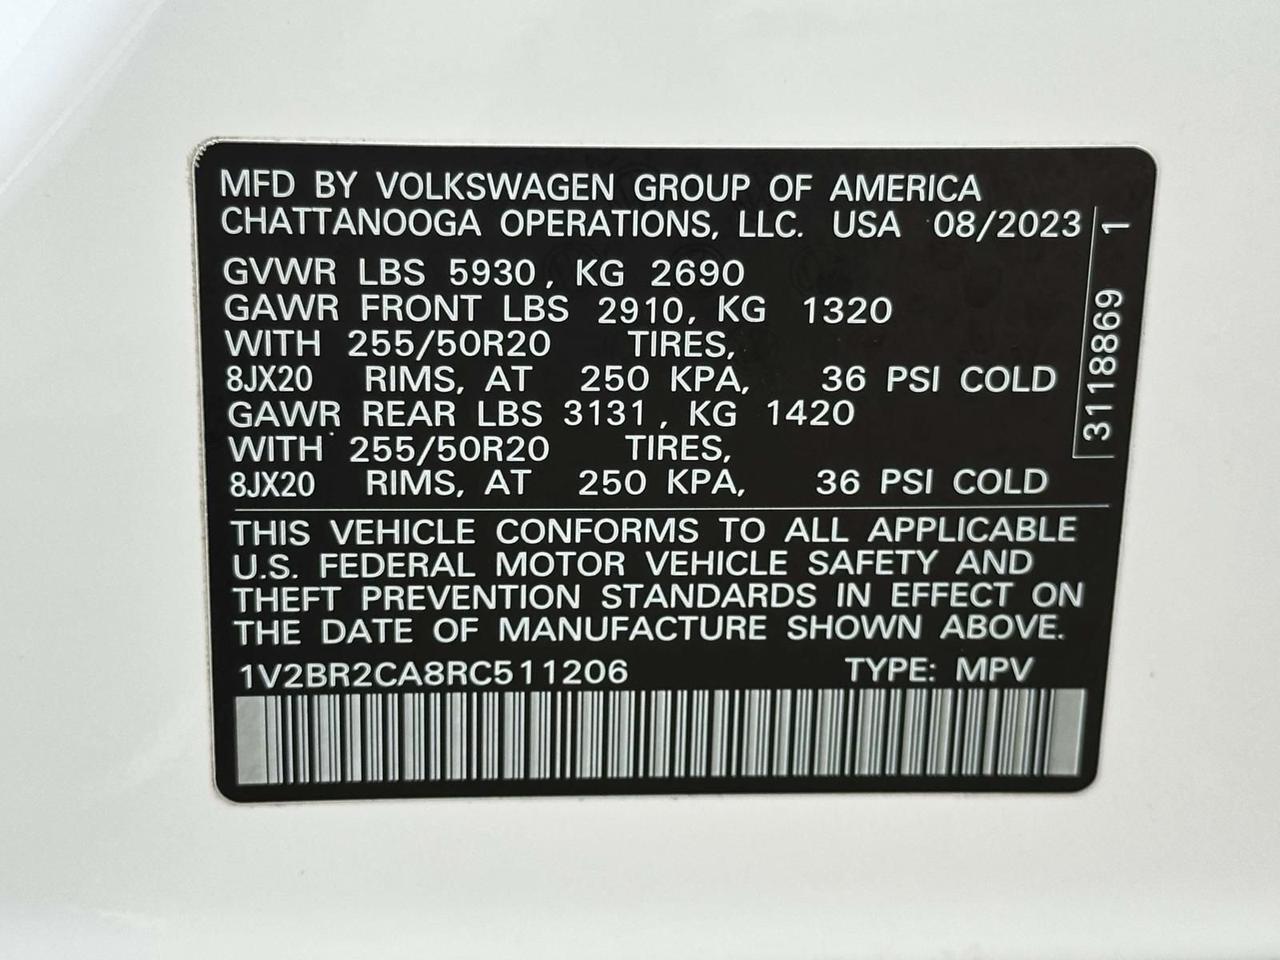 MFD BY VOLKSWAGEN GROUP OF AMERICA
CHATTANOOGA OPERATIONS, LLC. USA 08/2023
GVWR LBS 5930, KG 2690
GAWR FRONT LBS 2910, KG 1320
WITH 255/50R20 TIRES,
8JX20 RIMS, AT 250 KPA, 36 PSI COLD
GAWR REAR LBS 3131, KG 1420
WITH 255/50R20 TIRES,
8JX20 RIMS, AT 250 KPA, 36 PSI COLD
3118869 1
THIS VEHICLE CONFORMS TO ALL APPLICABLE
U.S. FEDERAL MOTOR VEHICLE SAFETY AND
THEFT PREVENTION STANDARDS IN EFFECT ON
THE DATE OF MANUFACTURE SHOWN ABOVE.
1V2BR2CA8RC511206 TYPE: MPV